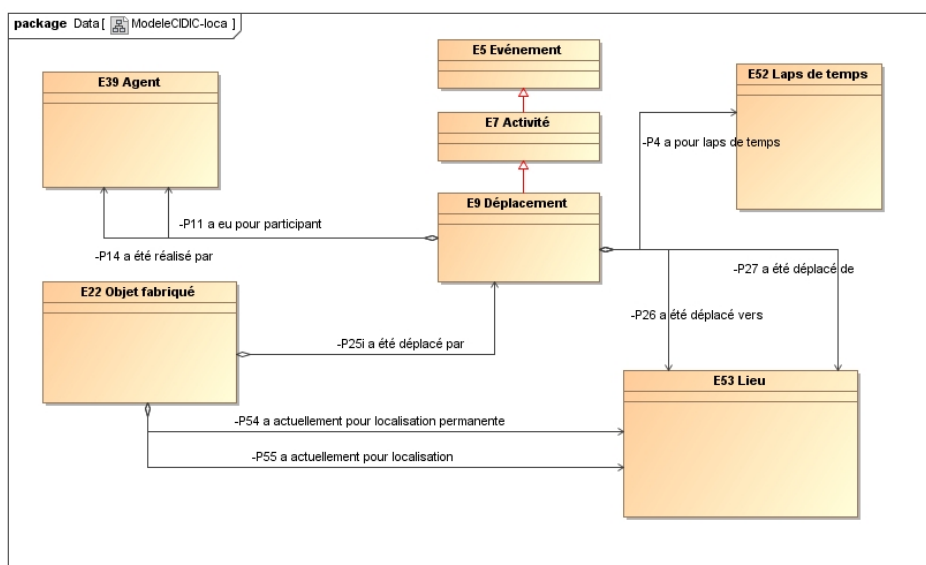 package Data [ ModeleCIDIC-loca ]
E5 Evénement
E52 Laps de temps
E39 Agent
E7 Activité
-P4 a pour laps de temps
E9 Déplacement
-P11 a eu pour participant
-P14 a été réalisé par
-P27 a été déplacé de
E22 Objet fabriqué
-P26 a été déplacé vers
-P25i a été déplacé par
E53 Lieu
-P54 a actuellement pour localisation permanente
-P55 a actuellement pour localisation